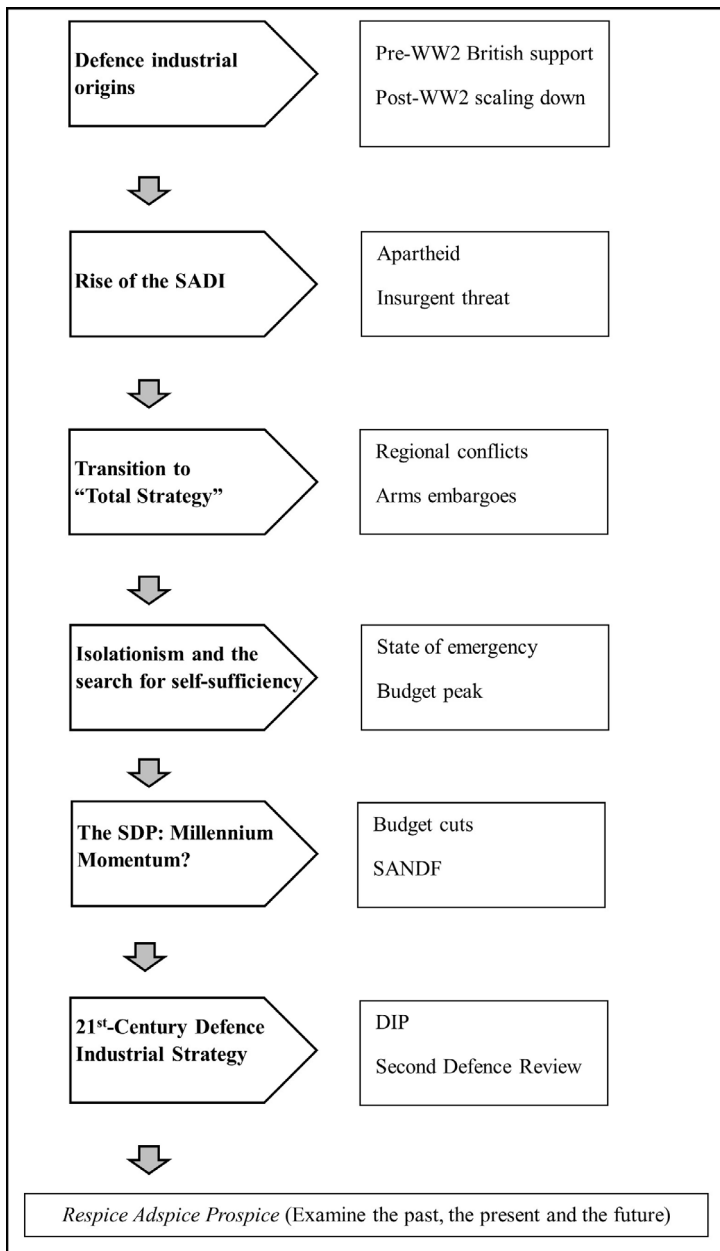 Defence industrial
origins
Pre-WW2 British support
Post-WW2 scaling down
Rise of the SADI
Apartheid
Insurgent threat
Transition to
“Total Strategy”
Regional conflicts
Arms embargoes
Isolationism and the
search for self-sufficiency
State of emergency
Budget peak
The SDP: Millennium
Momentum?
Budget cuts
SANDF
21st-Century Defence
Industrial Strategy
DIP
Second Defence Review
Respice Adspice Prospice (Examine the past, the present and the future)